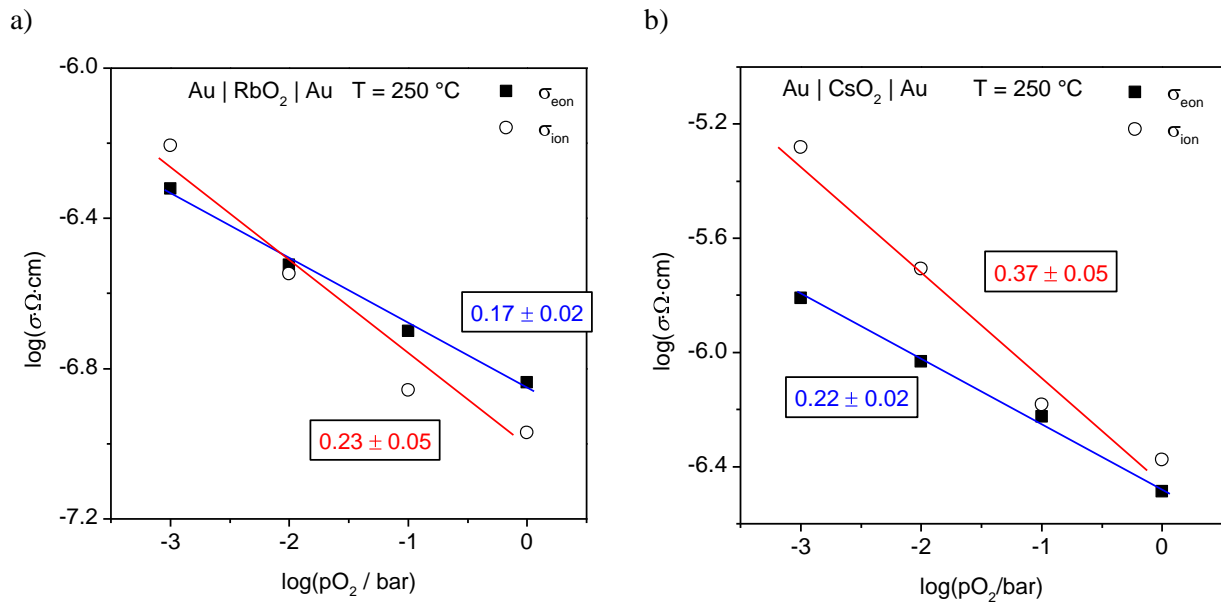 a)
Au | RbO₂ | Au T = 250 °C
σeon
σion
-6.0
-6.4
-6.8
-7.2
log(σ·Ω·cm)
0.17 ± 0.02
0.23 ± 0.05
-3 -2 -1 0
log(pO₂ / bar)
b)
Au | CsO₂ | Au T = 250 °C
σeon
σion
-5.2
-5.6
-6.0
-6.4
log(σ·Ω·cm)
0.37 ± 0.05
0.22 ± 0.02
-3 -2 -1 0
log(pO₂/bar)